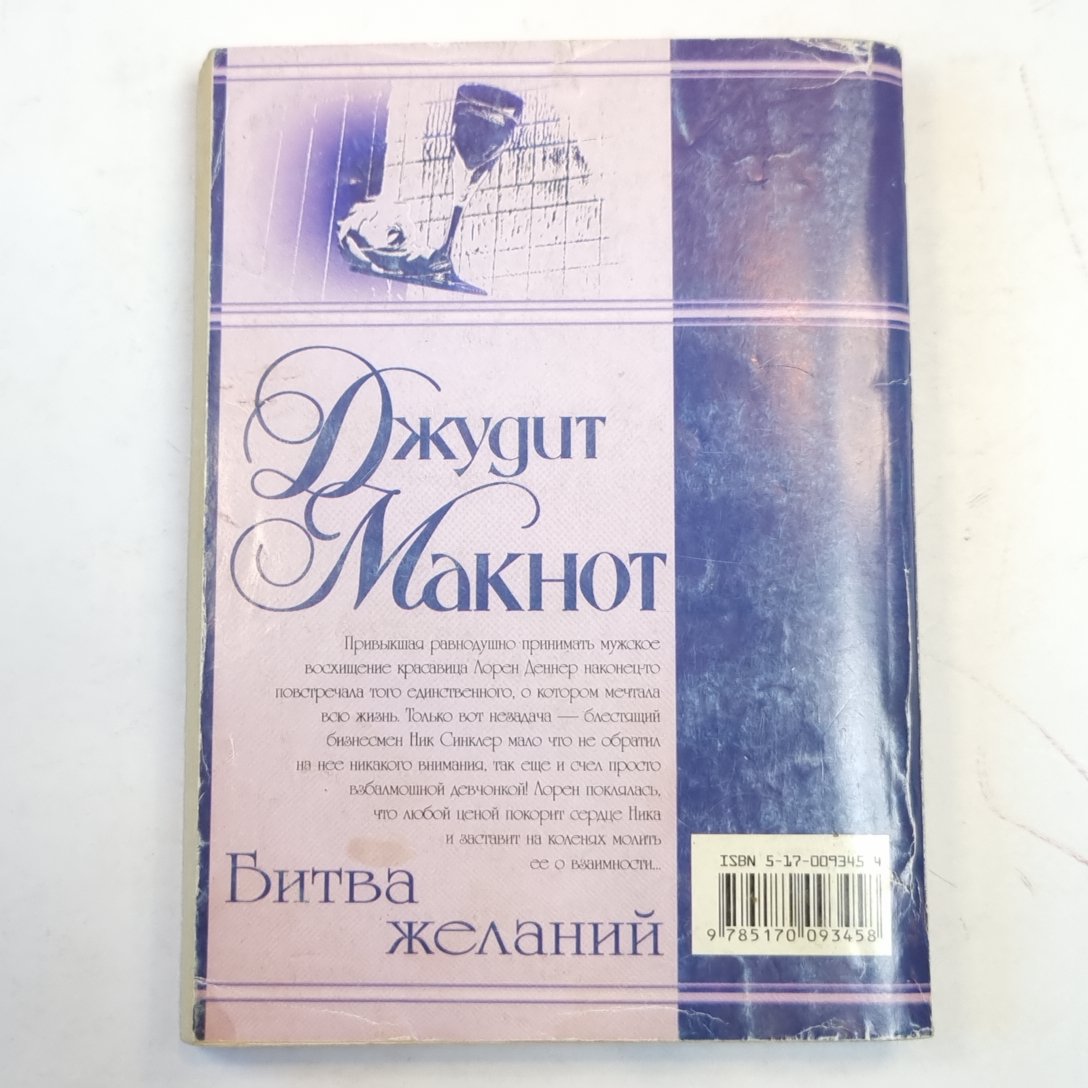 Джудит
Макнот
Привыкшая равнодушно принимать мужское
восхищение красавица Лорен Деннер наконец-то
повстречала того единственного, о котором мечтала
всю жизнь. Только вот незадача — блестящий
бизнесмен Ник Синклер мало что не обратил
на нее никакого внимания, так еще и счел просто
взбалмошной девчонкой! Лорен поклялась,
что любой ценой покорит сердце Ника
и заставит на коленях молить
ее о взаимности...
Битва
желаний
ISBN 5-17-009345 4
9 785170 093458